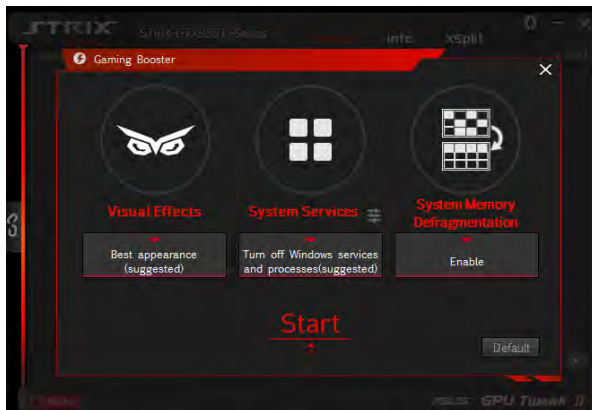 STRIX
Info
XSplit
Gaming Booster
Visual Effects
System Services
System Memory
Defragmentation
Best appearance
(suggested)
Turn off Windows services
and processes(suggested)
Enable
Start
Default
ASUS GPU Tweak II